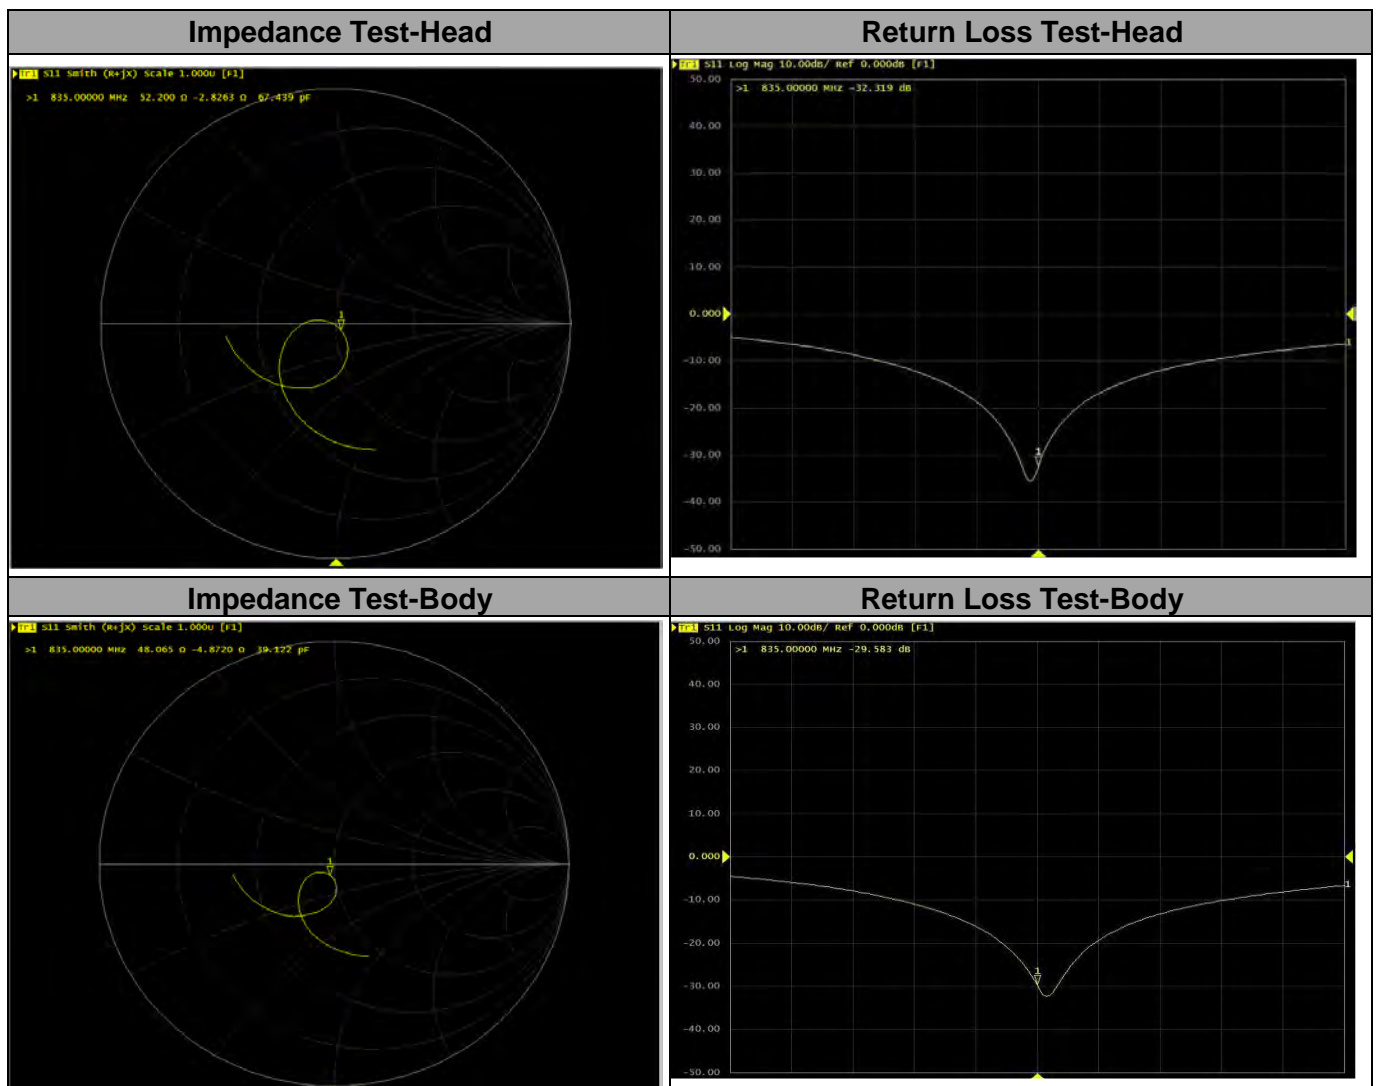 Impedance Test-Head
Return Loss Test-Head
Tr1 S11 Smith (R+jX) Scale 1.000U [F1]
>1 835.00000 MHz 52.200 Ω -2.8263 Ω 67.439 pF
1
Tr1 S11 Log Mag 10.00dB/ Ref 0.000dB [F1]
50.00
>1 835.00000 MHz -32.319 dB
40.00
30.00
20.00
10.00
0.000
-10.00
-20.00
-30.00
-40.00
-50.00
1
1
Impedance Test-Body
Return Loss Test-Body
Tr1 S11 Smith (R+jX) Scale 1.000U [F1]
>1 835.00000 MHz 48.065 Ω -4.8720 Ω 39.122 pF
1
Tr1 S11 Log Mag 10.00dB/ Ref 0.000dB [F1]
50.00
>1 835.00000 MHz -29.583 dB
40.00
30.00
20.00
10.00
0.000
-10.00
-20.00
-30.00
-40.00
-50.00
1
1